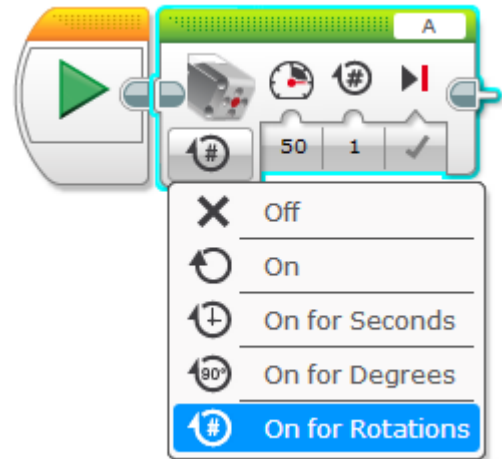 A
#
50 1
#
Off
On
On for Seconds
90° On for Degrees
# On for Rotations